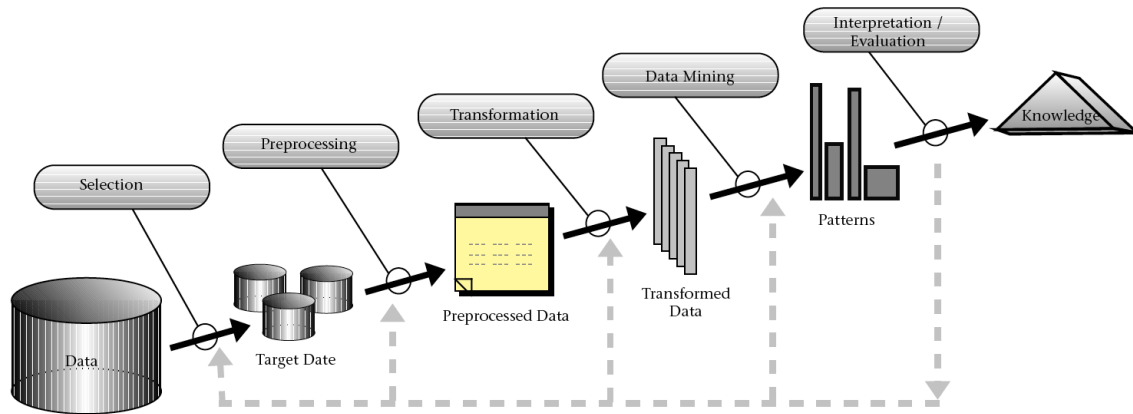 Interpretation /
Evaluation
Data Mining
Transformation
Preprocessing
Selection
Data
Target Date
Preprocessed Data
Transformed
Data
Patterns
Knowledge